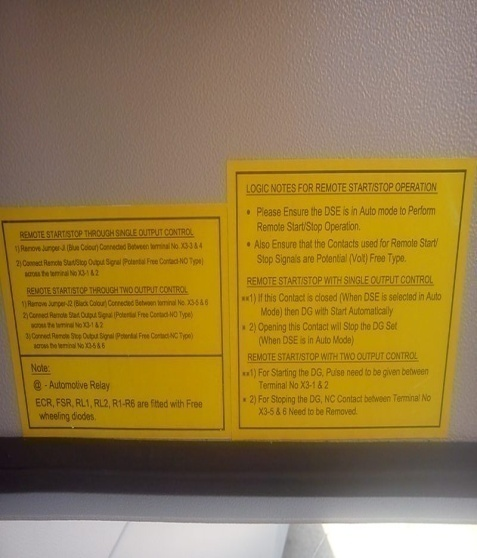 REMOTE START/STOP THROUGH SINGLE OUTPUT CONTROL
1) Remove Jumper-J1 (Blue Colour) Connected Between terminal No. X3-3 & 4
2) Connect Remote Start/Stop Output Signal (Potential Free Contact-NO Type)
across the terminal No X3-1 & 2
REMOTE START/STOP THROUGH TWO OUTPUT CONTROL
1) Remove Jumper-J2 (Black Colour) Connected Between terminal No. X3-5 & 6
2) Connect Remote Start Output Signal (Potential Free Contact-NO Type)
across the terminal No X3-1 & 2
3) Connect Remote Stop Output Signal (Potential Free Contact-NC Type)
across the terminal No X3-5 & 6
Note:
@ - Automotive Relay
ECR, FSR, RL1, RL2, R1-R6 are fitted with Free
wheeling diodes.
LOGIC NOTES FOR REMOTE START/STOP OPERATION
* Please Ensure the DSE is in Auto mode to Perform
Remote Start/Stop Operation.
* Also Ensure that the Contacts used for Remote Start/
Stop Signals are Potential (Volt) Free Type.
REMOTE START/STOP WITH SINGLE OUTPUT CONTROL
**1) If this Contact is closed (When DSE is selected in Auto
Mode) then DG with Start Automatically
* 2) Opening this Contact will Stop the DG Set
(When DSE is in Auto Mode)
REMOTE START/STOP WITH TWO OUTPUT CONTROL
**1) For Starting the DG, Pulse need to be given between
Terminal No X3-1 & 2
* 2) For Stoping the DG, NC Contact between Terminal No
X3-5 & 6 Need to be Removed.